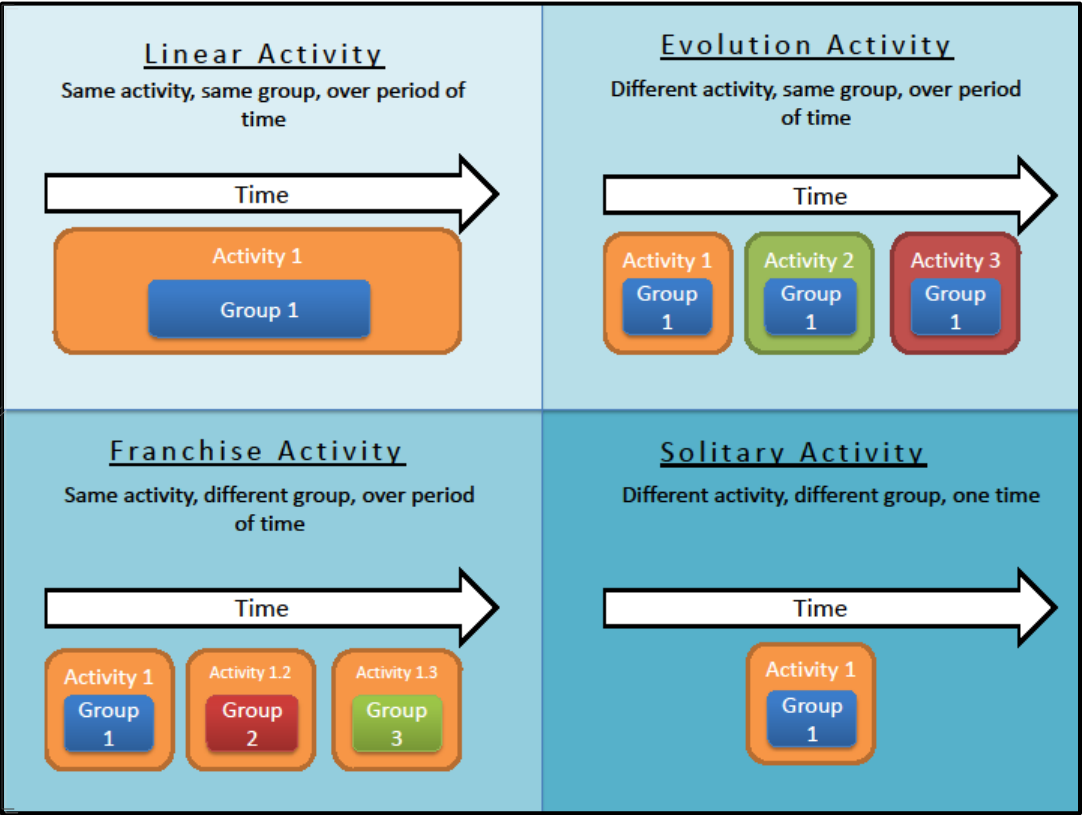 Linear Activity
Same activity, same group, over period of
time
Time
Activity 1
Group 1
Evolution Activity
Different activity, same group, over period
of time
Time
Activity 1
Group
1
Activity 2
Group
1
Activity 3
Group
1
Franchise Activity
Same activity, different group, over period
of time
Time
Activity 1
Group
1
Activity 1.2
Group
2
Activity 1.3
Group
3
Solitary Activity
Different activity, different group, one time
Time
Activity 1
Group
1